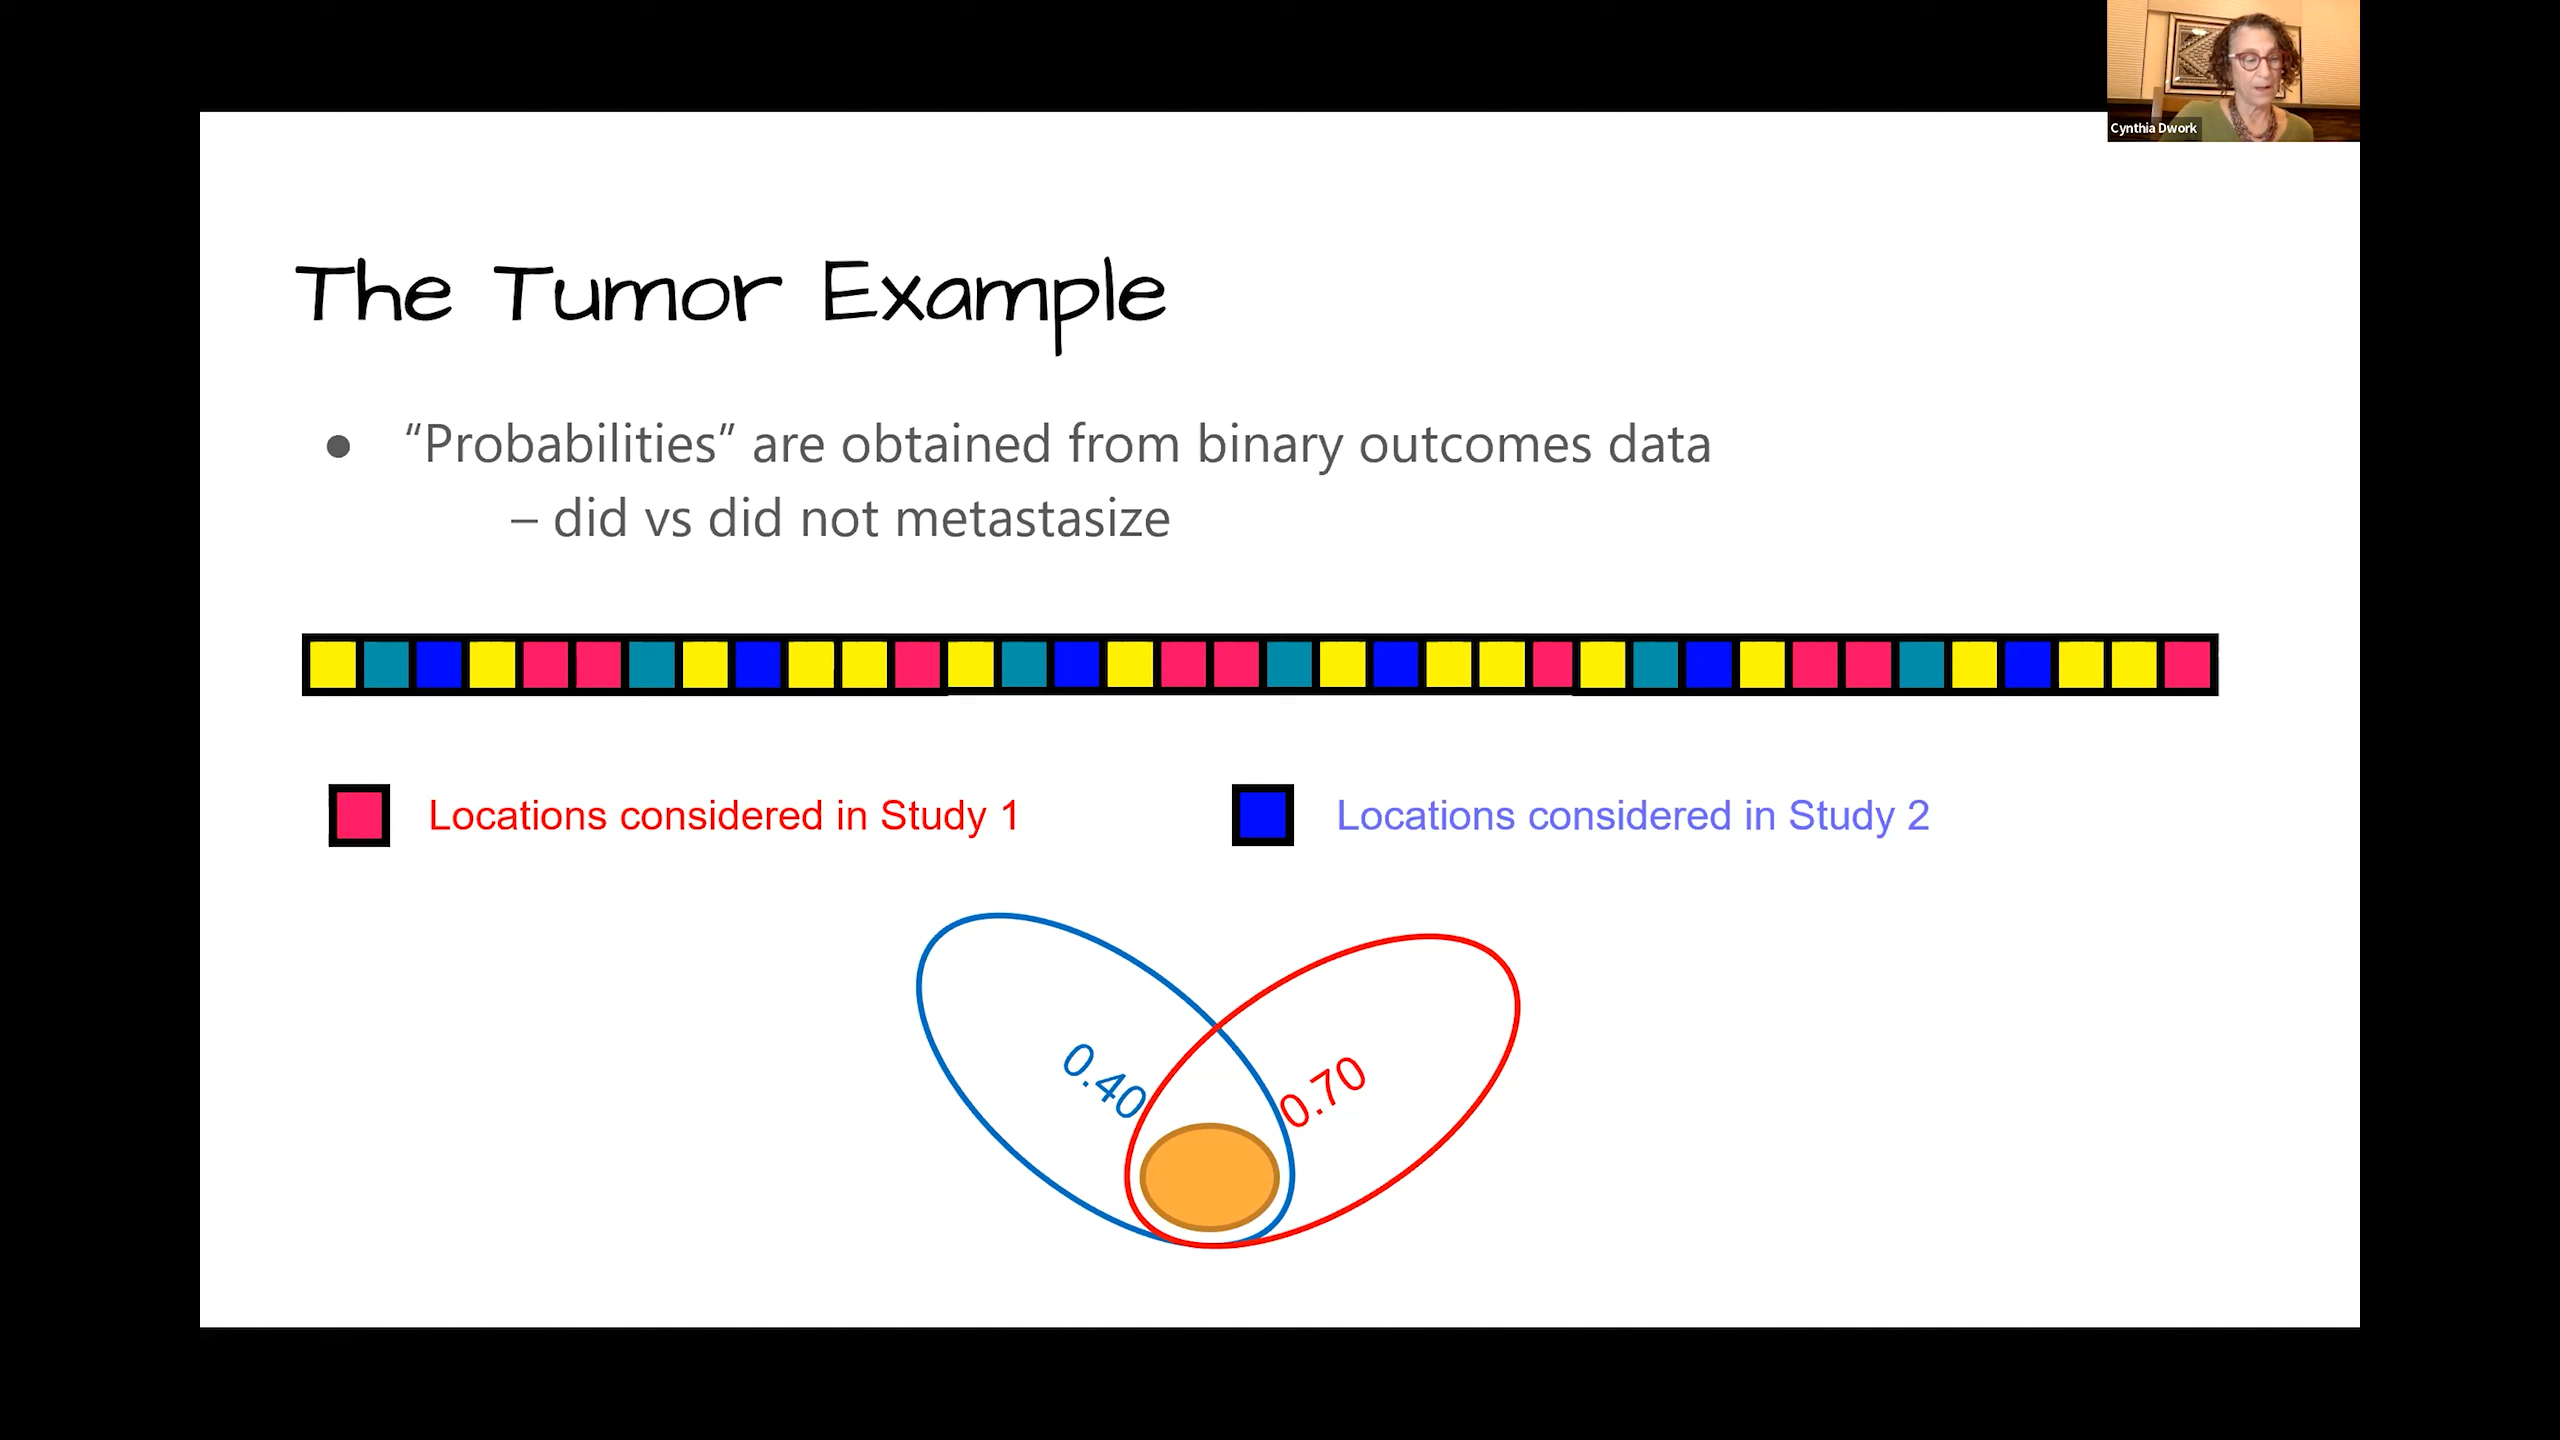 Cynthia Dwork
The Tumor Example
● “Probabilities” are obtained from binary outcomes data
– did vs did not metastasize
Locations considered in Study 1
Locations considered in Study 2
0.40
0.70